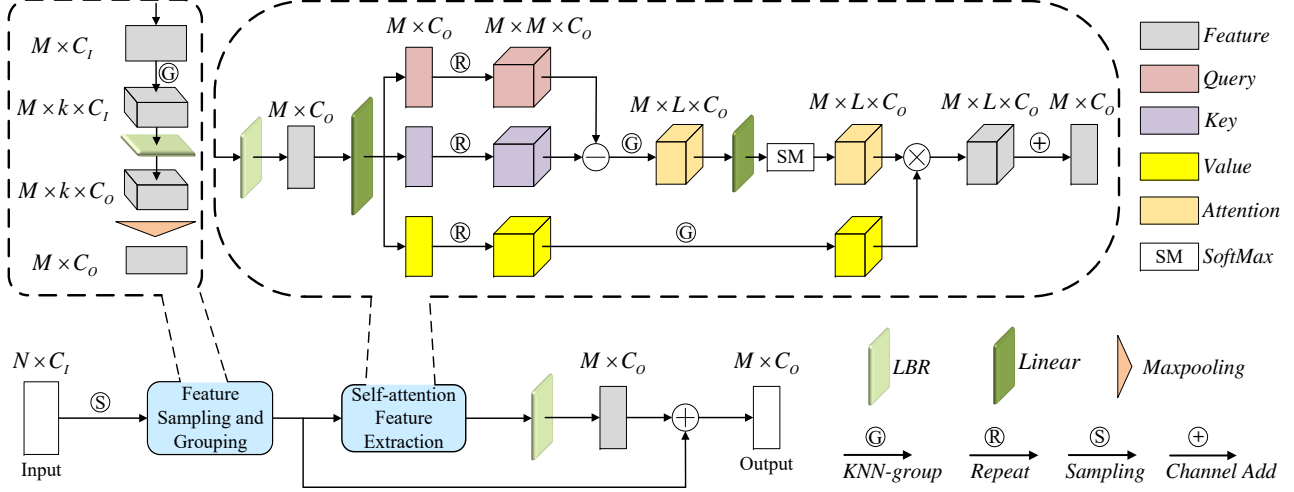 M × C_I
G
M × k × C_I
M × k × C_O
M × C_O
M × C_O
M × C_O
M × M × C_O
R
R
R
G
M × L × C_O
SM
M × L × C_O
M × L × C_O
M × C_O
G
Feature
Query
Key
Value
Attention
SM SoftMax
N × C_I
S
Input
Feature
Sampling and
Grouping
Self-attention
Feature
Extraction
M × C_O
M × C_O
Output
LBR
Linear
Maxpooling
G
KNN-group
R
Repeat
S
Sampling
Channel Add